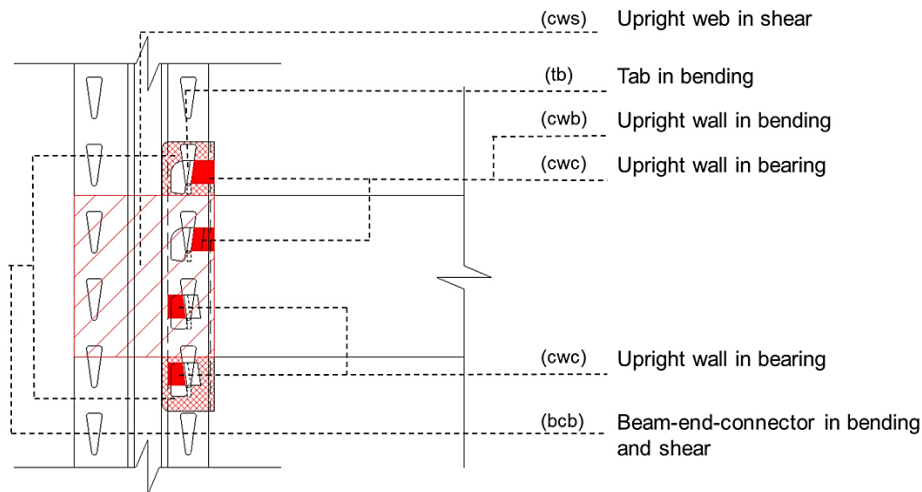 (cws) Upright web in shear
(tb) Tab in bending
(cwb) Upright wall in bending
(cwc) Upright wall in bearing
(cwc) Upright wall in bearing
(bcb) Beam-end-connector in bending
and shear